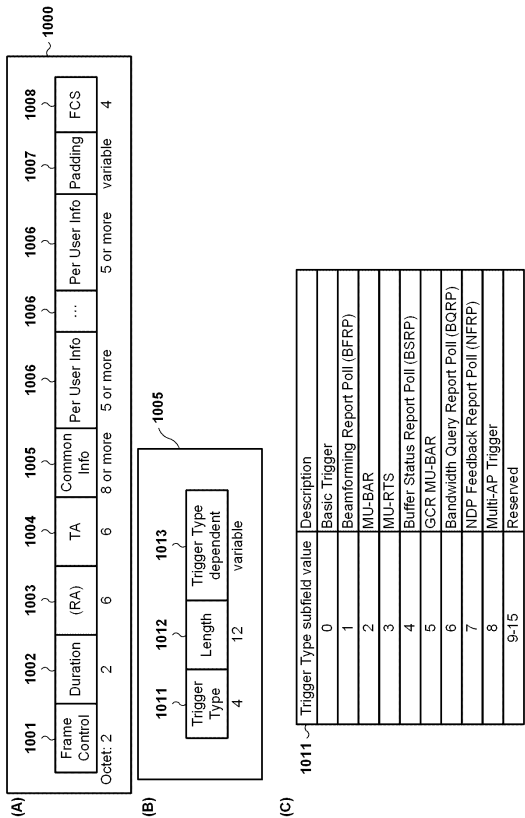 (A)
1000
1001 1002 1003 1004 1005 1006 1006 1006 1007 1008
Frame Control Duration (RA) TA Common Info Per User Info ... Per User Info Padding FCS
Octet: 2 2 6 6 8 or more 5 or more 5 or more variable 4
(B)
1005
1011 1012 1013
Trigger Type Length Trigger Type dependent
4 12 variable
(C)
1011
Trigger Type subfield value Description
0 Basic Trigger
1 Beamforming Report Poll (BFRP)
2 MU-BAR
3 MU-RTS
4 Buffer Status Report Poll (BSRP)
5 GCR MU-BAR
6 Bandwidth Query Report Poll (BQRP)
7 NDP Feedback Report Poll (NFRP)
8 Multi-AP Trigger
9-15 Reserved